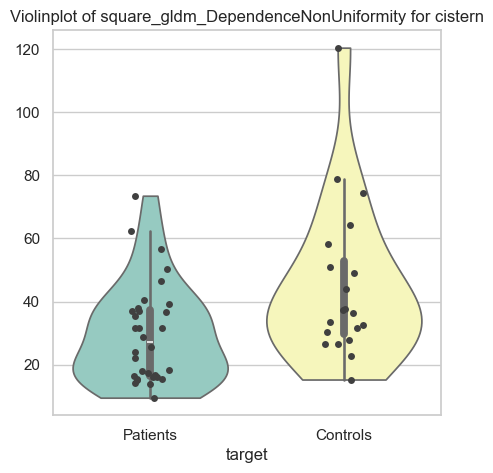 Violinplot of square_gldm_DependenceNonUniformity for cistern
120
100
80
60
40
20
Patients
Controls
target